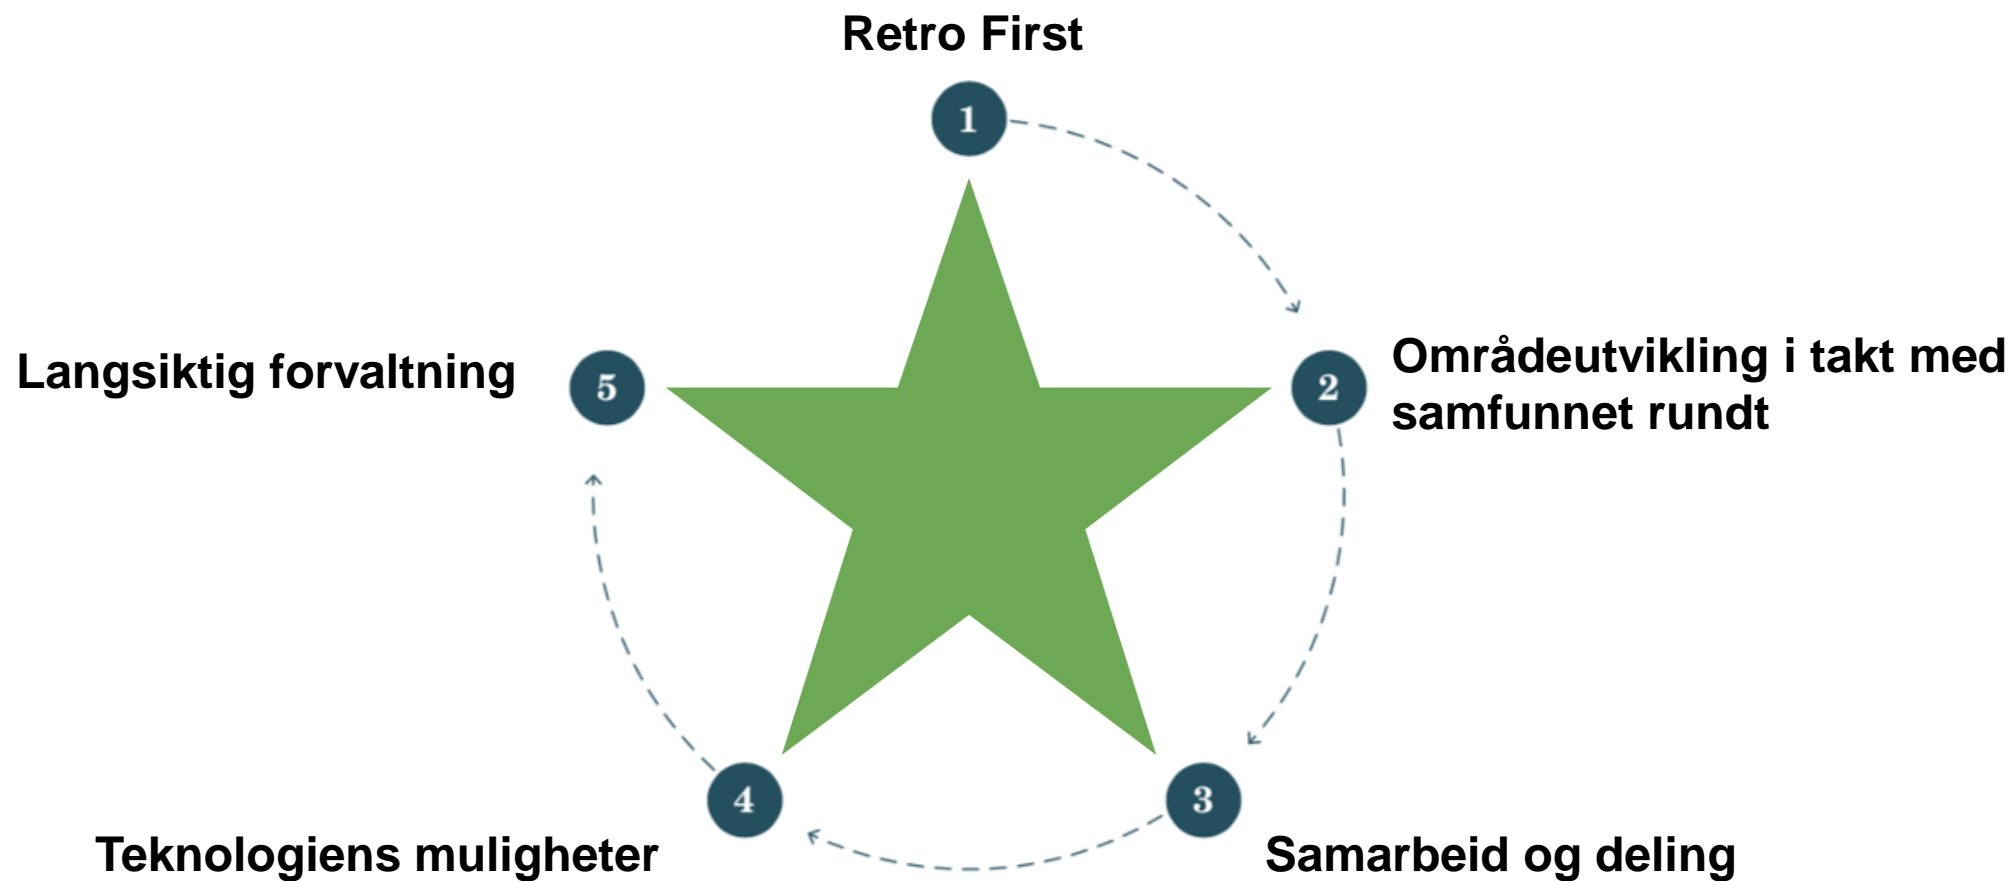 Retro First
1
2
Områdeutvikling i takt med
samfunnet rundt
3
Samarbeid og deling
4
Teknologiens muligheter
5
Langsiktig forvaltning